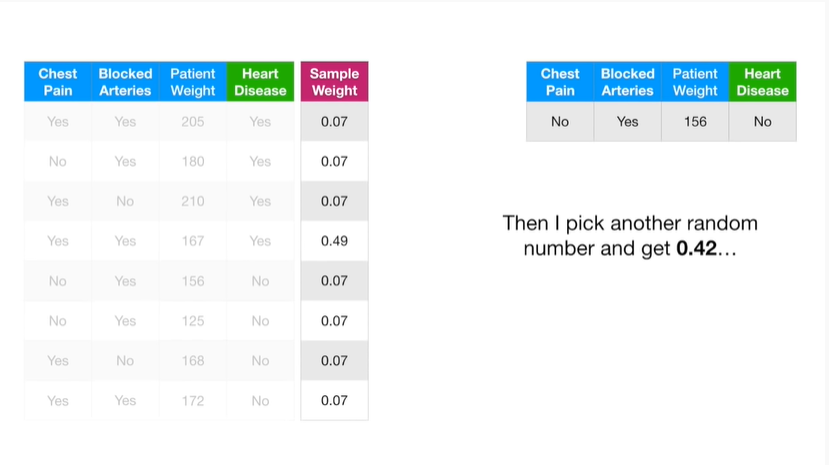 Chest Pain Blocked Arteries Patient Weight Heart Disease Sample Weight
Yes Yes 205 Yes 0.07
No Yes 180 Yes 0.07
Yes No 210 Yes 0.07
Yes Yes 167 Yes 0.49
No Yes 156 No 0.07
No Yes 125 No 0.07
Yes No 168 No 0.07
Yes Yes 172 No 0.07
Chest Pain Blocked Arteries Patient Weight Heart Disease
No Yes 156 No
Then I pick another random
number and get 0.42...